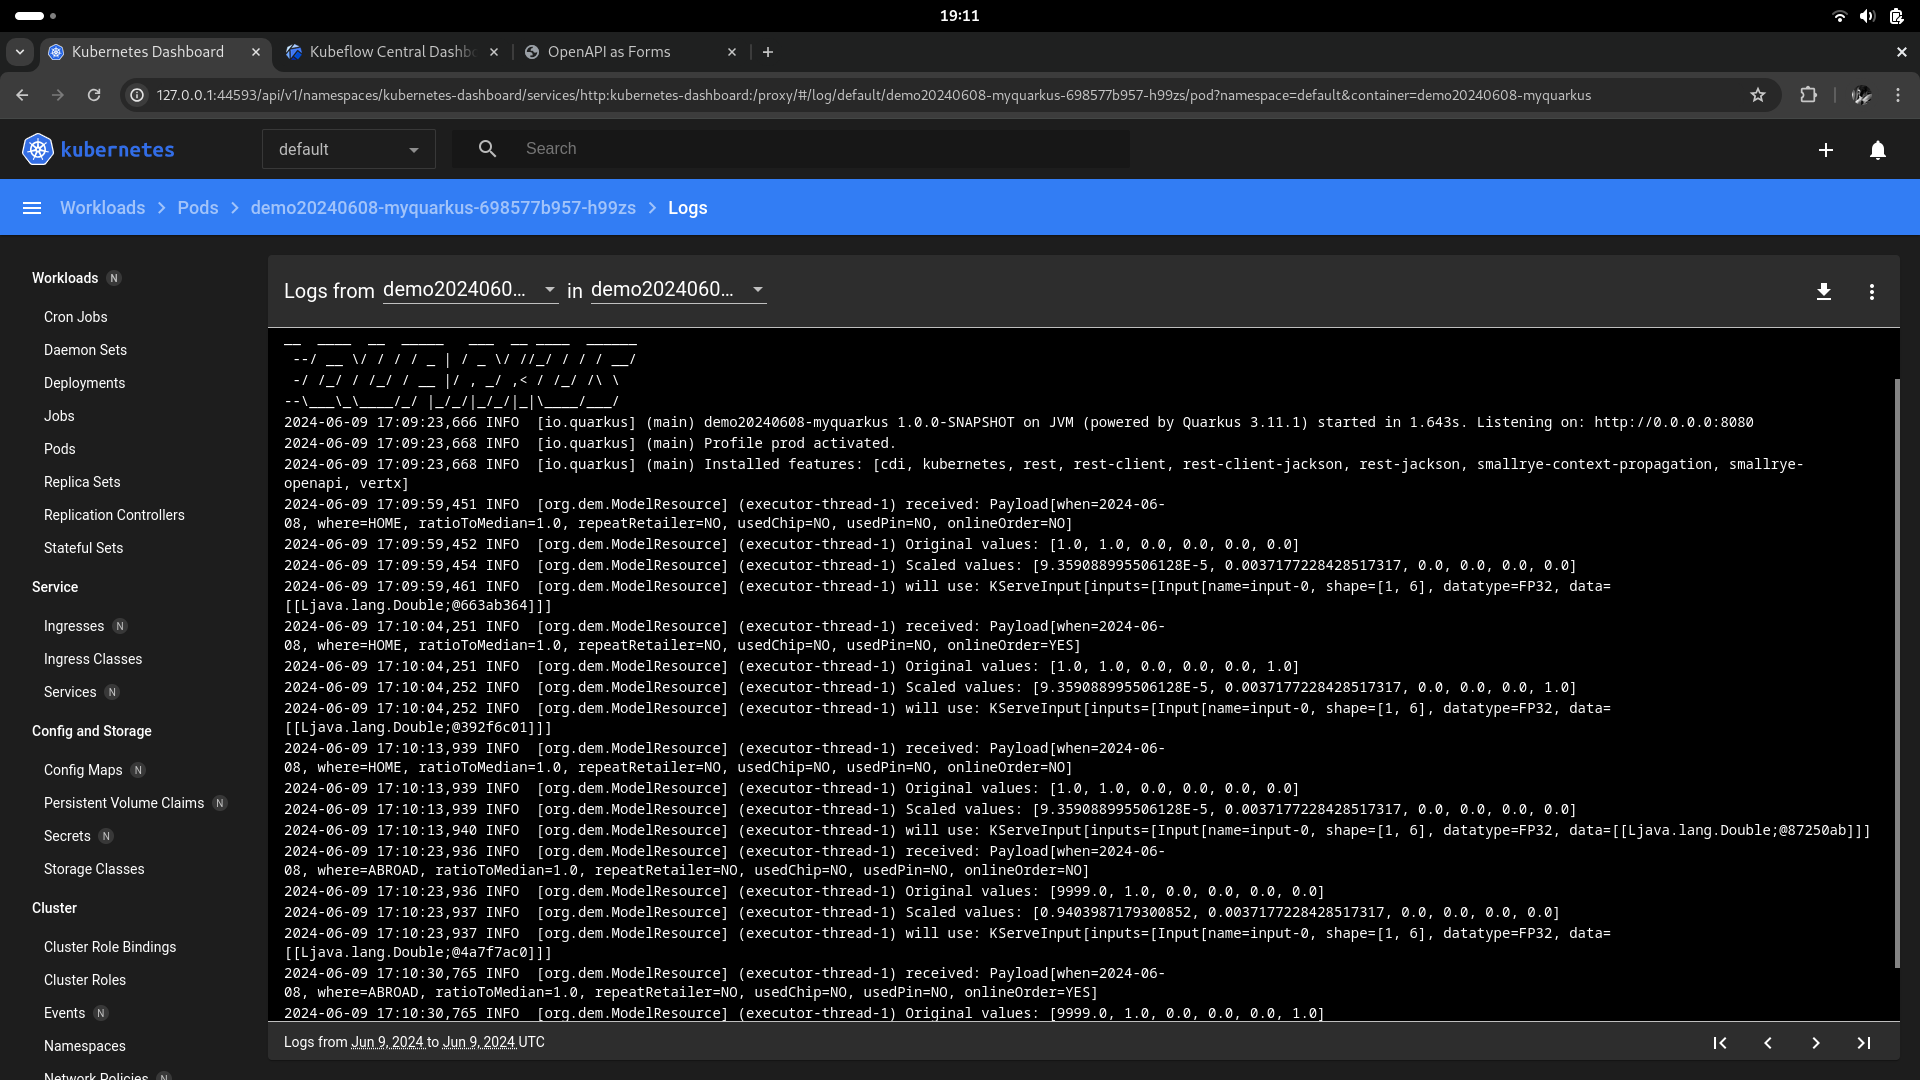 19:11
Kubernetes Dashboard
Kubeflow Central Dashb
OpenAPI as Forms
127.0.0.1:44593/api/v1/namespaces/kubernetes-dashboard/services/http:kubernetes-dashboard:/proxy/#/log/default/demo20240608-myquarkus-698577b957-h99zs/pod?namespace=default&container=demo20240608-myquarkus
kubernetes
default
Search
Workloads > Pods > demo20240608-myquarkus-698577b957-h99zs > Logs
Workloads N
Cron Jobs
Daemon Sets
Deployments
Jobs
Pods
Replica Sets
Replication Controllers
Stateful Sets
Service
Ingresses N
Ingress Classes
Services N
Config and Storage
Config Maps N
Persistent Volume Claims N
Secrets N
Storage Classes
Cluster
Cluster Role Bindings
Cluster Roles
Events N
Namespaces
Network Policies N
Logs from demo2024060... in demo2024060...
__  ____  __  _____   ___  __ ____  ______
 --/ __ \/ / / / _ | / _ \/ //_/ / / / __/
 -/ /_/ / /_/ / __ |/ , _/ ,< / /_/ /\ \
--\___\_\____/_/ |_/_/|_/_/|_|\____/___/
2024-06-09 17:09:23,666 INFO  [io.quarkus] (main) demo20240608-myquarkus 1.0.0-SNAPSHOT on JVM (powered by Quarkus 3.11.1) started in 1.643s. Listening on: http://0.0.0.0:8080
2024-06-09 17:09:23,668 INFO  [io.quarkus] (main) Profile prod activated.
2024-06-09 17:09:23,668 INFO  [io.quarkus] (main) Installed features: [cdi, kubernetes, rest, rest-client, rest-client-jackson, rest-jackson, smallrye-context-propagation, smallrye-
openapi, vertx]
2024-06-09 17:09:59,451 INFO  [org.dem.ModelResource] (executor-thread-1) received: Payload[when=2024-06-
08, where=HOME, ratioToMedian=1.0, repeatRetailer=NO, usedChip=NO, usedPin=NO, onlineOrder=NO]
2024-06-09 17:09:59,452 INFO  [org.dem.ModelResource] (executor-thread-1) Original values: [1.0, 1.0, 0.0, 0.0, 0.0, 0.0]
2024-06-09 17:09:59,454 INFO  [org.dem.ModelResource] (executor-thread-1) Scaled values: [9.359088995506128E-5, 0.0037177228428517317, 0.0, 0.0, 0.0, 0.0]
2024-06-09 17:09:59,461 INFO  [org.dem.ModelResource] (executor-thread-1) will use: KServeInput[inputs=[Input[name=input-0, shape=[1, 6], datatype=FP32, data=
[[Ljava.lang.Double;@663ab364]]]
2024-06-09 17:10:04,251 INFO  [org.dem.ModelResource] (executor-thread-1) received: Payload[when=2024-06-
08, where=HOME, ratioToMedian=1.0, repeatRetailer=NO, usedChip=NO, usedPin=NO, onlineOrder=YES]
2024-06-09 17:10:04,251 INFO  [org.dem.ModelResource] (executor-thread-1) Original values: [1.0, 1.0, 0.0, 0.0, 0.0, 1.0]
2024-06-09 17:10:04,252 INFO  [org.dem.ModelResource] (executor-thread-1) Scaled values: [9.359088995506128E-5, 0.0037177228428517317, 0.0, 0.0, 0.0, 1.0]
2024-06-09 17:10:04,252 INFO  [org.dem.ModelResource] (executor-thread-1) will use: KServeInput[inputs=[Input[name=input-0, shape=[1, 6], datatype=FP32, data=
[[Ljava.lang.Double;@392f6c01]]]
2024-06-09 17:10:13,939 INFO  [org.dem.ModelResource] (executor-thread-1) received: Payload[when=2024-06-
08, where=HOME, ratioToMedian=1.0, repeatRetailer=NO, usedChip=NO, usedPin=NO, onlineOrder=NO]
2024-06-09 17:10:13,939 INFO  [org.dem.ModelResource] (executor-thread-1) Original values: [1.0, 1.0, 0.0, 0.0, 0.0, 0.0]
2024-06-09 17:10:13,939 INFO  [org.dem.ModelResource] (executor-thread-1) Scaled values: [9.359088995506128E-5, 0.0037177228428517317, 0.0, 0.0, 0.0, 0.0]
2024-06-09 17:10:13,940 INFO  [org.dem.ModelResource] (executor-thread-1) will use: KServeInput[inputs=[Input[name=input-0, shape=[1, 6], datatype=FP32, data=[[Ljava.lang.Double;@87250ab]]]
2024-06-09 17:10:23,936 INFO  [org.dem.ModelResource] (executor-thread-1) received: Payload[when=2024-06-
08, where=ABROAD, ratioToMedian=1.0, repeatRetailer=NO, usedChip=NO, usedPin=NO, onlineOrder=NO]
2024-06-09 17:10:23,936 INFO  [org.dem.ModelResource] (executor-thread-1) Original values: [9999.0, 1.0, 0.0, 0.0, 0.0, 0.0]
2024-06-09 17:10:23,937 INFO  [org.dem.ModelResource] (executor-thread-1) Scaled values: [0.9403987179300852, 0.0037177228428517317, 0.0, 0.0, 0.0, 0.0]
2024-06-09 17:10:23,937 INFO  [org.dem.ModelResource] (executor-thread-1) will use: KServeInput[inputs=[Input[name=input-0, shape=[1, 6], datatype=FP32, data=
[[Ljava.lang.Double;@4a7f7ac0]]]
2024-06-09 17:10:30,765 INFO  [org.dem.ModelResource] (executor-thread-1) received: Payload[when=2024-06-
08, where=ABROAD, ratioToMedian=1.0, repeatRetailer=NO, usedChip=NO, usedPin=NO, onlineOrder=YES]
2024-06-09 17:10:30,765 INFO  [org.dem.ModelResource] (executor-thread-1) Original values: [9999.0, 1.0, 0.0, 0.0, 0.0, 1.0]
Logs from Jun 9, 2024 to Jun 9, 2024 UTC